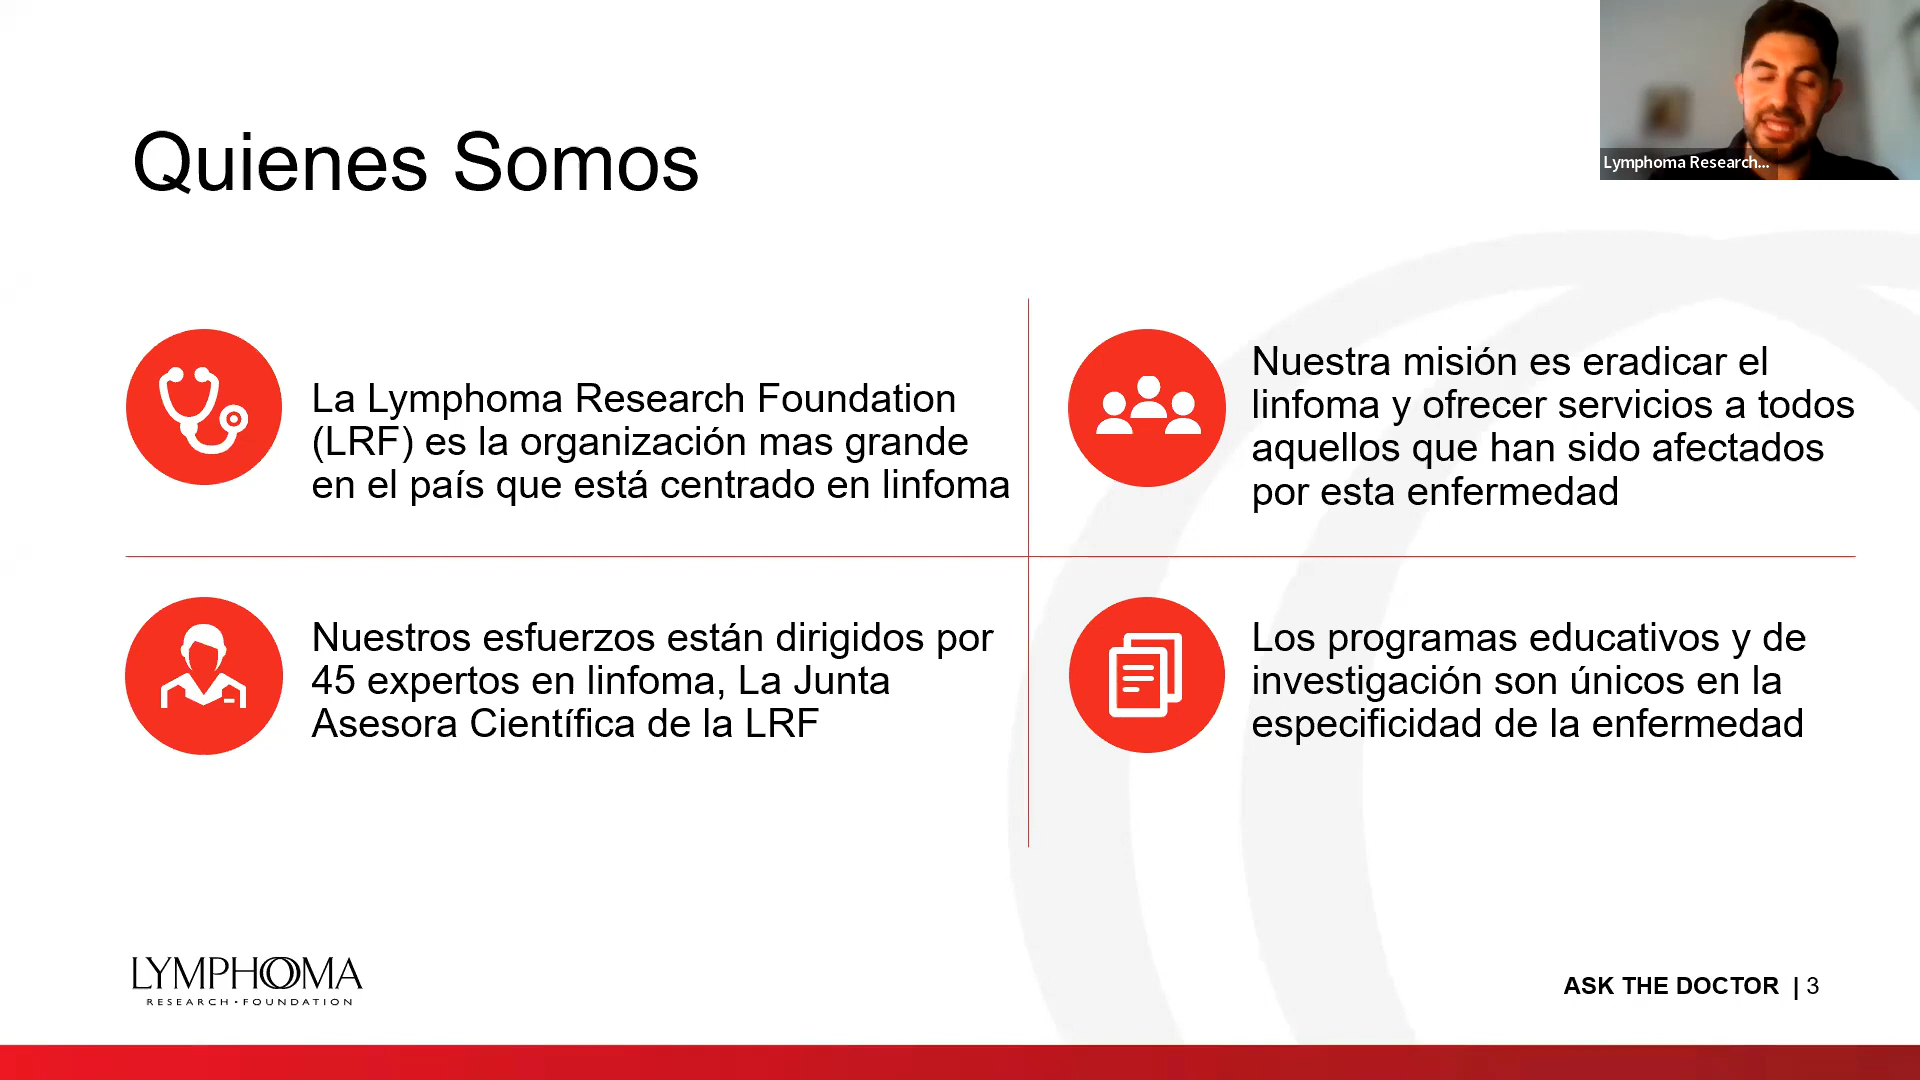 Quienes Somos
Lymphoma Research...
La Lymphoma Research Foundation
(LRF) es la organización mas grande
en el país que está centrado en linfoma
Nuestra misión es eradicar el
linfoma y ofrecer servicios a todos
aquellos que han sido afectados
por esta enfermedad
Nuestros esfuerzos están dirigidos por
45 expertos en linfoma, La Junta
Asesora Científica de la LRF
Los programas educativos y de
investigación son únicos en la
especificidad de la enfermedad
LYMPHOMA
RESEARCH • FOUNDATION
ASK THE DOCTOR | 3